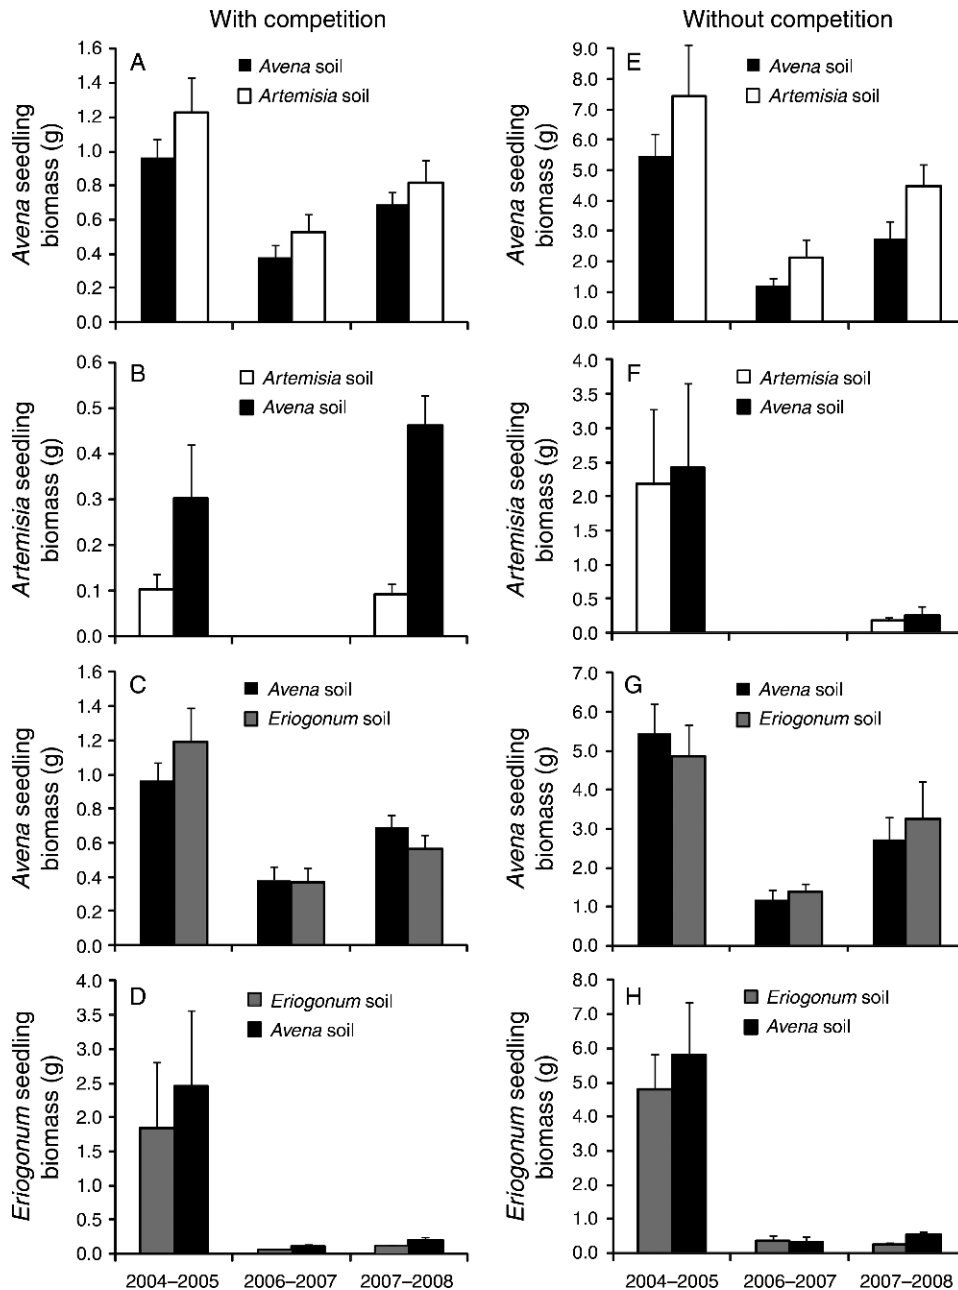 With competition
Without competition
A
Avena soil
Artemisia soil
Avena seedling
biomass (g)
1.6
1.4
1.2
1.0
0.8
0.6
0.4
0.2
0.0
E
Avena soil
Artemisia soil
Avena seedling
biomass (g)
9.0
8.0
7.0
6.0
5.0
4.0
3.0
2.0
1.0
0.0
B
Artemisia soil
Avena soil
Artemisia seedling
biomass (g)
0.6
0.5
0.4
0.3
0.2
0.1
0.0
F
Artemisia soil
Avena soil
Artemisia seedling
biomass (g)
4.0
3.5
3.0
2.5
2.0
1.5
1.0
0.5
0.0
C
Avena soil
Eriogonum soil
Avena seedling
biomass (g)
1.6
1.4
1.2
1.0
0.8
0.6
0.4
0.2
0.0
G
Avena soil
Eriogonum soil
Avena seedling
biomass (g)
7.0
6.0
5.0
4.0
3.0
2.0
1.0
0.0
D
Eriogonum soil
Avena soil
Eriogonum seedling
biomass (g)
4.0
3.5
3.0
2.5
2.0
1.5
1.0
0.5
0.0
2004–2005 2006–2007 2007–2008
H
Eriogonum soil
Avena soil
Eriogonum seedling
biomass (g)
8.0
7.0
6.0
5.0
4.0
3.0
2.0
1.0
0.0
2004–2005 2006–2007 2007–2008